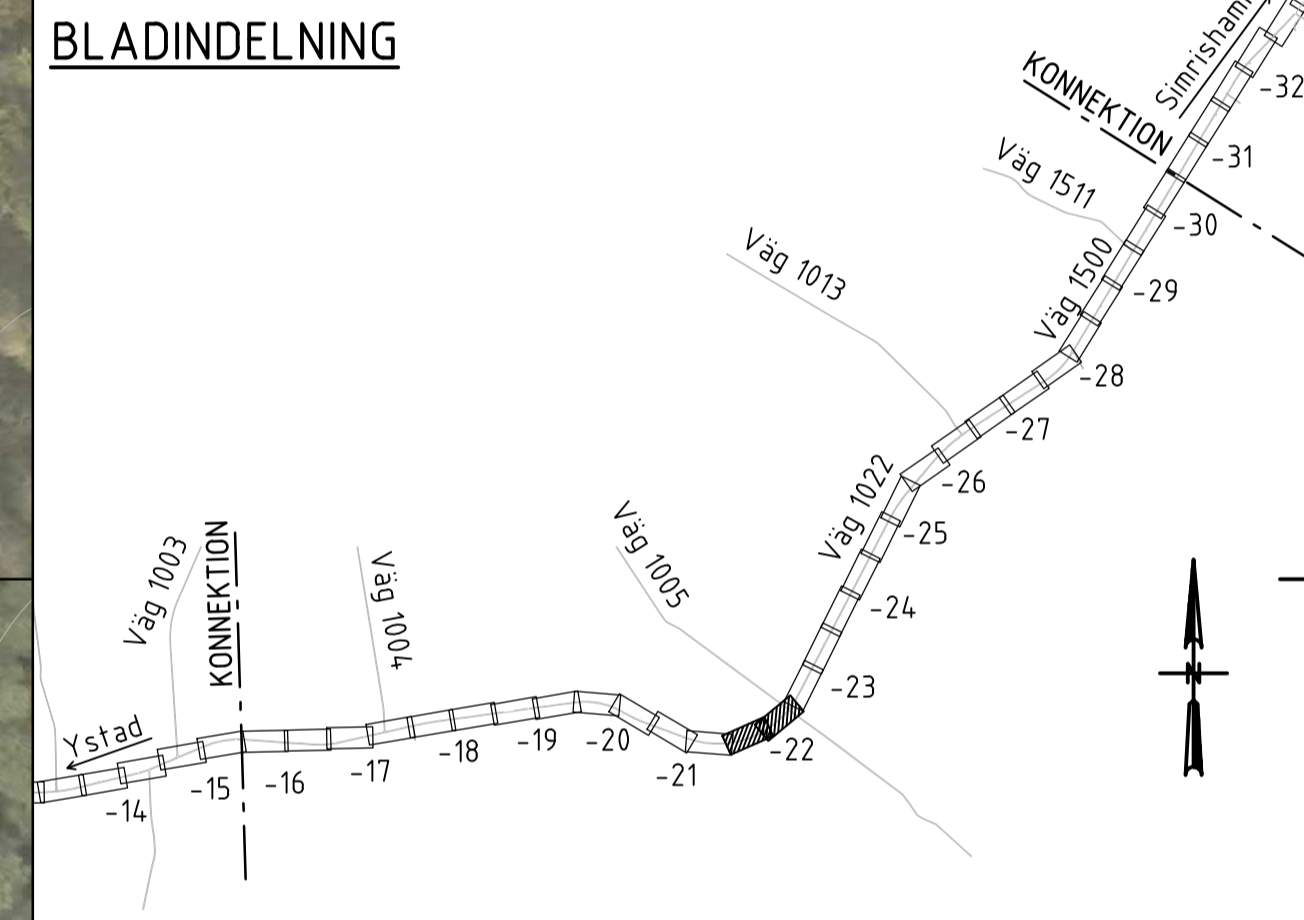 BLADINDELNING
Simrisham
KONNEKTION
-32
-31
Väg 1511
-30
Väg 1013
Väg 1500
-29
-28
-27
Väg 1022
-26
-25
Väg 1005
-24
Väg 1003
KONNEKTION
Väg 1004
-23
N
Ystad
-22
-21
-20
-19
-18
-17
-16
-15
-14